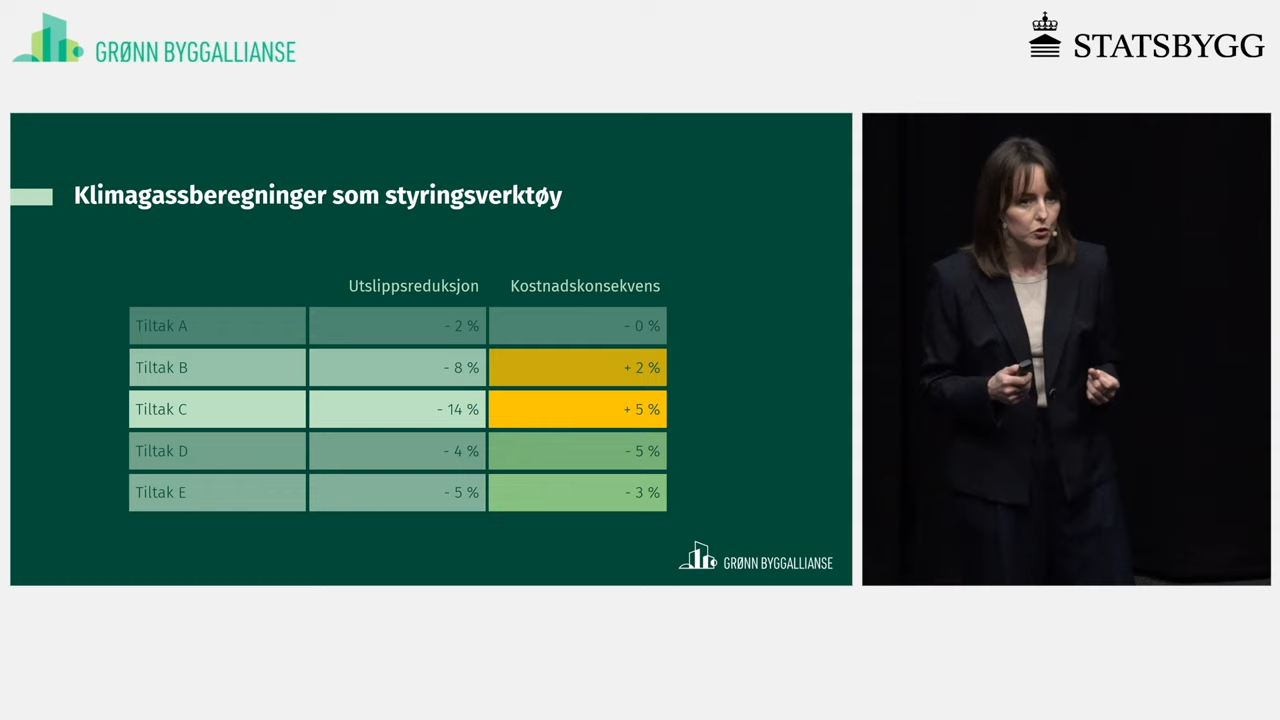 GRØNN BYGGALLIANSE
STATSBYGG
Klimagassberegninger som styringsverktøy
Utslippsreduksjon Kostnadskonsekvens
Tiltak A - 2 % - 0 %
Tiltak B - 8 % + 2 %
Tiltak C - 14 % + 5 %
Tiltak D - 4 % - 5 %
Tiltak E - 5 % - 3 %
GRØNN BYGGALLIANSE